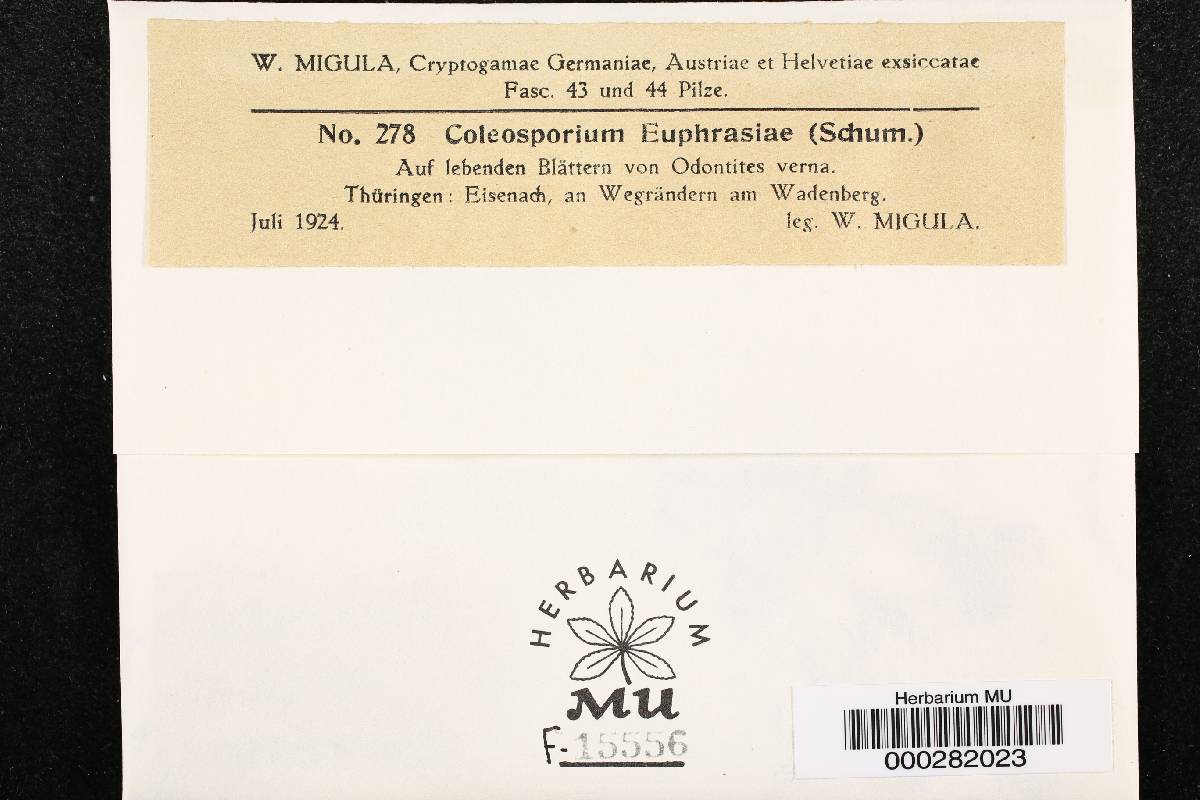 W. MIGULA, Cryptogamae Germaniae, Austriae et Helvetiae exsiccatae
Fasc. 43 und 44 Pilze.
No. 278 Coleosporium Euphrasiae (Schum.)
Auf lebenden Blättern von Odontites verna.
Thüringen: Eisenach, an Wegrändern am Wadenberg.
Juli 1924. leg. W. MIGULA.
HERBARIUM
MU
F-15556
Herbarium MU
000282023